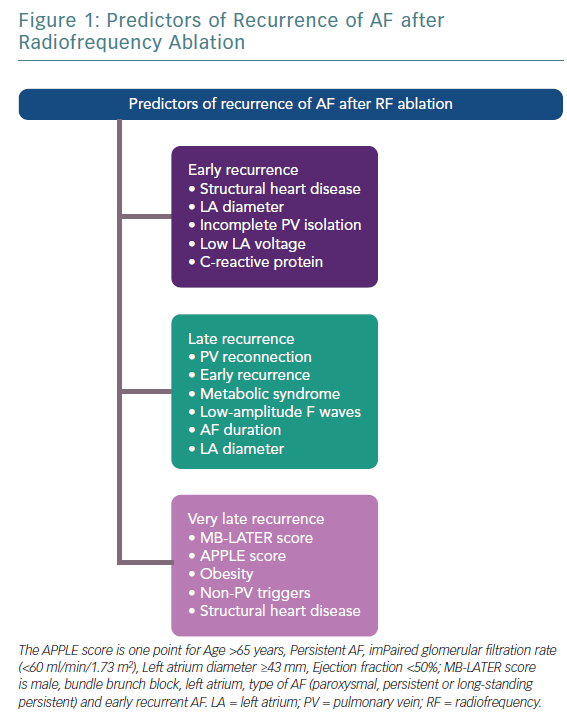 Figure 1: Predictors of Recurrence of AF after
Radiofrequency Ablation
Predictors of recurrence of AF after RF ablation
Early recurrence
• Structural heart disease
• LA diameter
• Incomplete PV isolation
• Low LA voltage
• C-reactive protein
Late recurrence
• PV reconnection
• Early recurrence
• Metabolic syndrome
• Low-amplitude F waves
• AF duration
• LA diameter
Very late recurrence
• MB-LATER score
• APPLE score
• Obesity
• Non-PV triggers
• Structural heart disease
The APPLE score is one point for Age >65 years, Persistent AF, imPaired glomerular filtration rate
(<60 ml/min/1.73 m²), Left atrium diameter ≥43 mm, Ejection fraction <50%; MB-LATER score
is male, bundle brunch block, left atrium, type of AF (paroxysmal, persistent or long-standing
persistent) and early recurrent AF. LA = left atrium; PV = pulmonary vein; RF = radiofrequency.